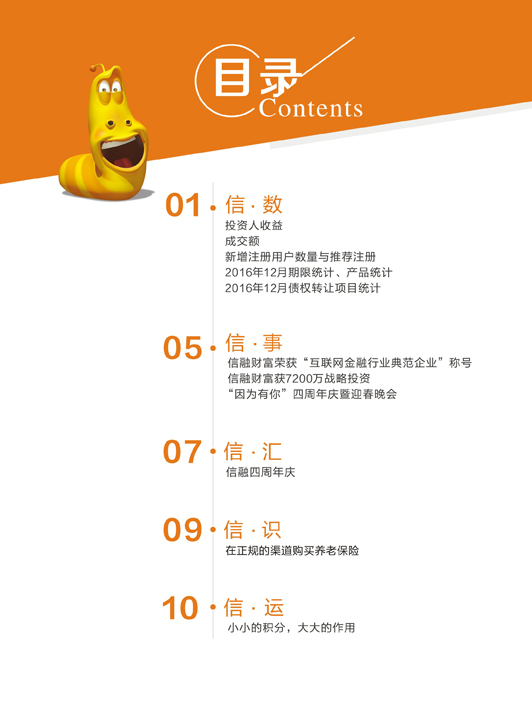 目录
Contents
01 信·数
投资人收益
成交额
新增注册用户数量与推荐注册
2016年12月期限统计、产品统计
2016年12月债权转让项目统计
05 信·事
信融财富荣获“互联网金融行业典范企业”称号
信融财富获7200万战略投资
“因为有你”四周年庆暨迎春晚会
07 信·汇
信融四周年庆
09 信·识
在正规的渠道购买养老保险
10 信·运
小小的积分，大大的作用